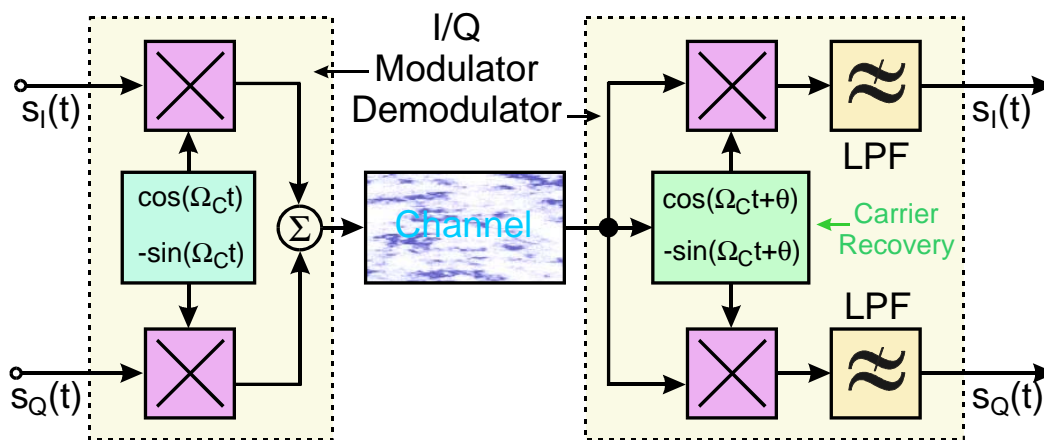 I/Q
Modulator
Demodulator
s_I(t)
cos(Ω_Ct)
-sin(Ω_Ct)
s_Q(t)
Σ
Channel
cos(Ω_Ct+θ)
-sin(Ω_Ct+θ)
Carrier
Recovery
LPF
s_I(t)
LPF
s_Q(t)